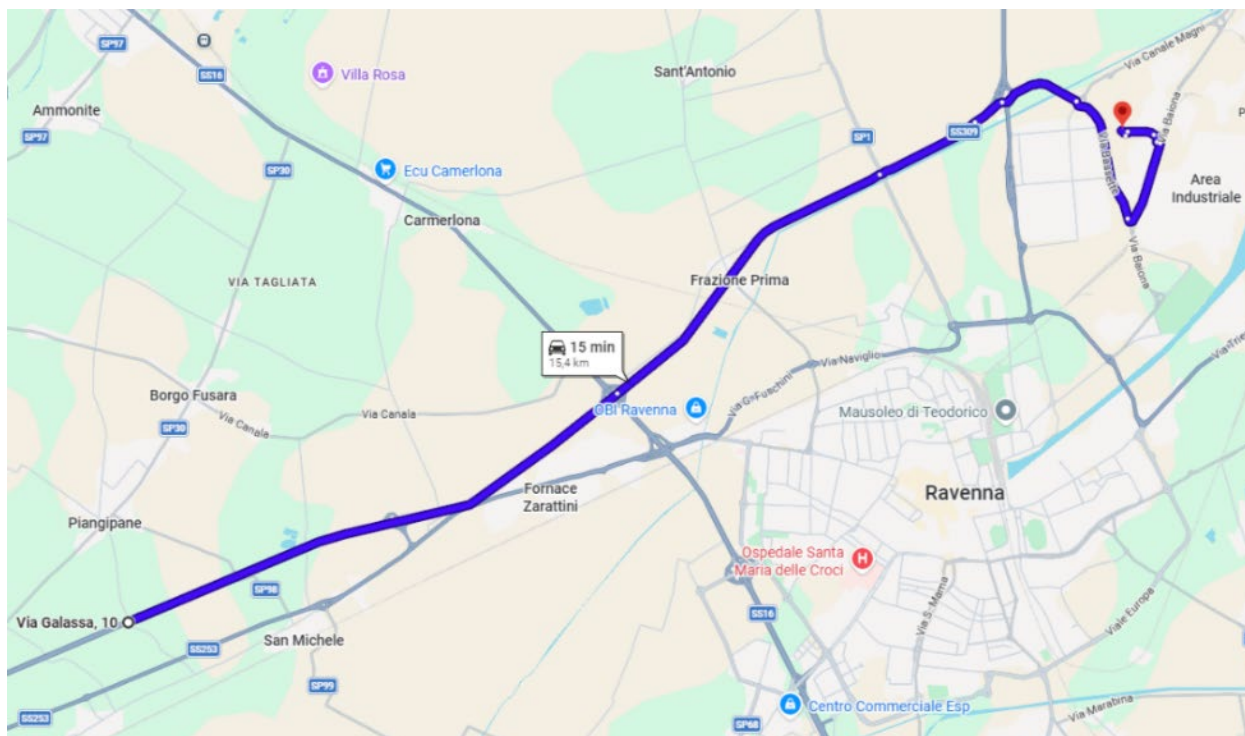 SP97
SS16
Villa Rosa
Sant'Antonio
Via Canale Magni
Ammonite
SP97
SP1
SS309
Via Baiona
Via Bassette
SP30
Ecu Camerlona
Area
Industriale
Carmerlona
Via Baiona
VIA TAGLIATA
Frazione Prima
15 min
15,4 km
Via Naviglio
Borgo Fusara
Via Canala
Via Canala
OBI Ravenna
Via G. Fuschini
Mausoleo di Teodorico
SP30
Fornace
Zarattini
Ravenna
Piangipane
Ospedale Santa
Maria delle Croci
H
SP98
Via Galassa, 10
San Michele
SS16
Via S. Mama
Viale Europa
SS253
SP99
SS253
SP68
Centro Commerciale Esp
Via Marabina